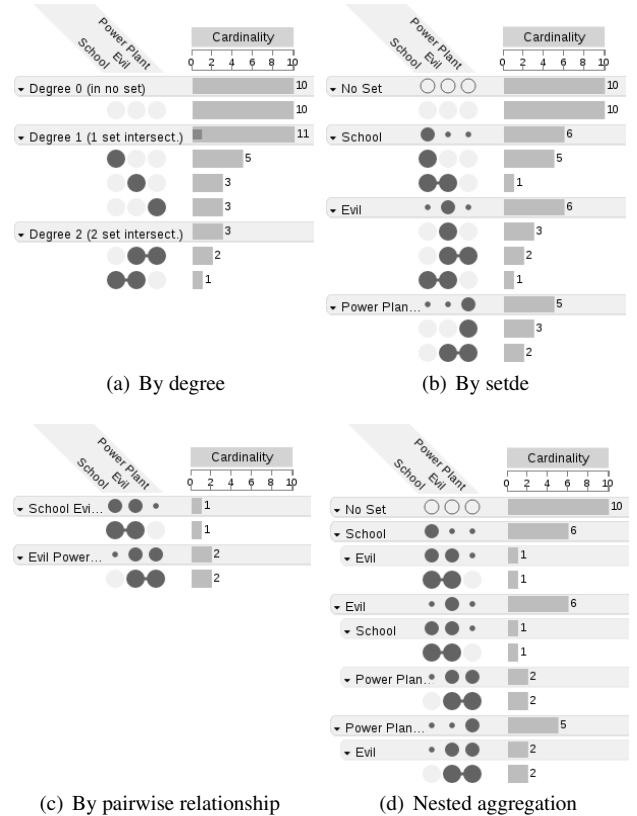 Power Plant
Evil
School
Cardinality
0 2 4 6 8 10
Degree 0 (in no set) 10
10
Degree 1 (1 set intersect.) 11
5
3
3
Degree 2 (2 set intersect.) 3
2
1
(a) By degree
Power Plant
Evil
School
Cardinality
0 2 4 6 8 10
No Set 10
10
School 6
5
1
Evil 6
3
2
1
Power Plan... 5
3
2
(b) By setde
Power Plant
Evil
School
Cardinality
0 2 4 6 8 10
School Evi... 1
1
Evil Power... 2
2
(c) By pairwise relationship
Power Plant
Evil
School
Cardinality
0 2 4 6 8 10
No Set 10
School 6
Evil 1
1
Evil 6
School 1
1
Power Plan... 2
2
Power Plan... 5
Evil 2
2
(d) Nested aggregation